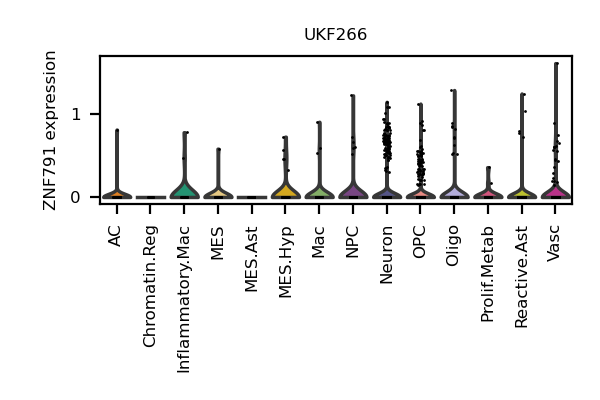 UKF266
ZNF791 expression
1
0
AC
Chromatin.Reg
Inflammatory.Mac
MES
MES.Ast
MES.Hyp
Mac
NPC
Neuron
OPC
Oligo
Prolif.Metab
Reactive.Ast
Vasc